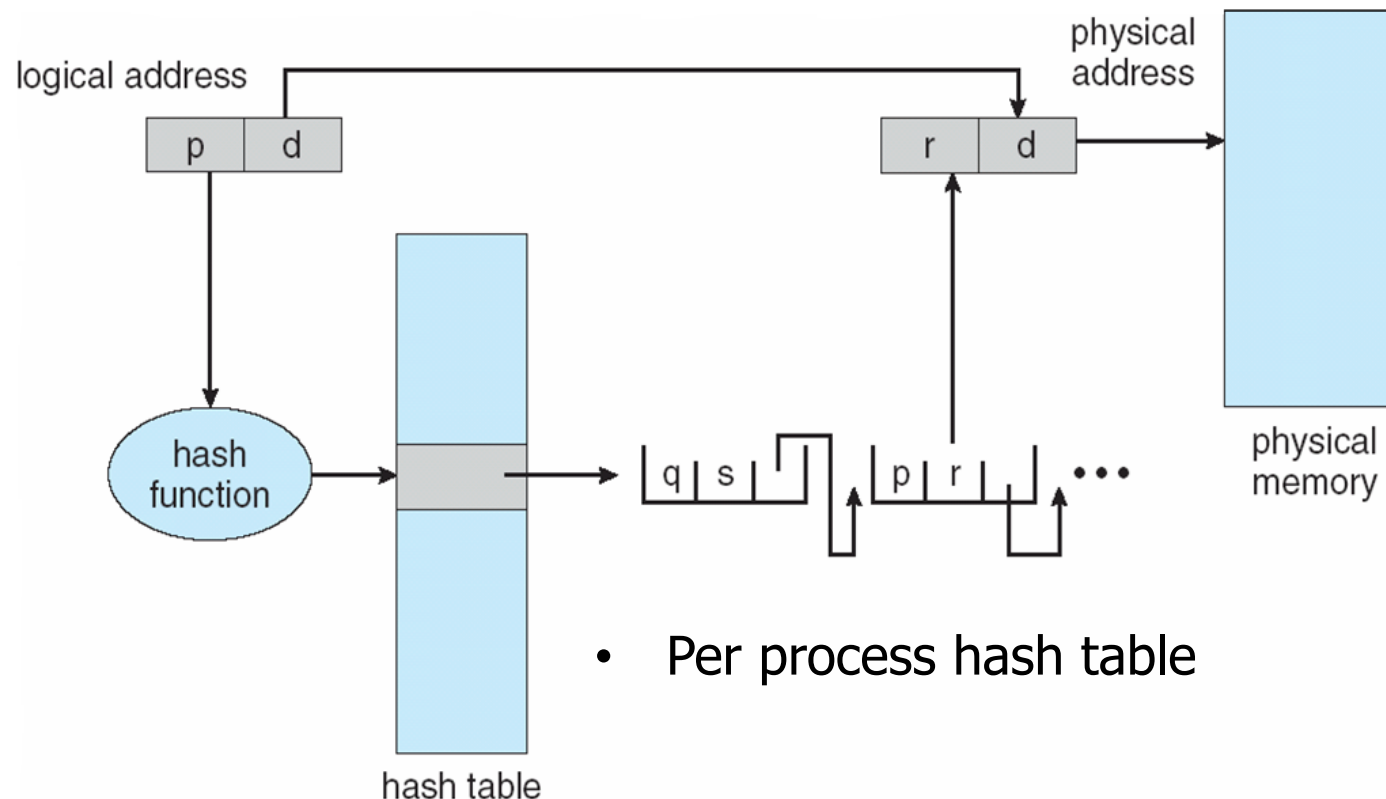 logical address
p d
physical
address
r d
hash
function
q s
p r
•••
physical
memory
• Per process hash table
hash table